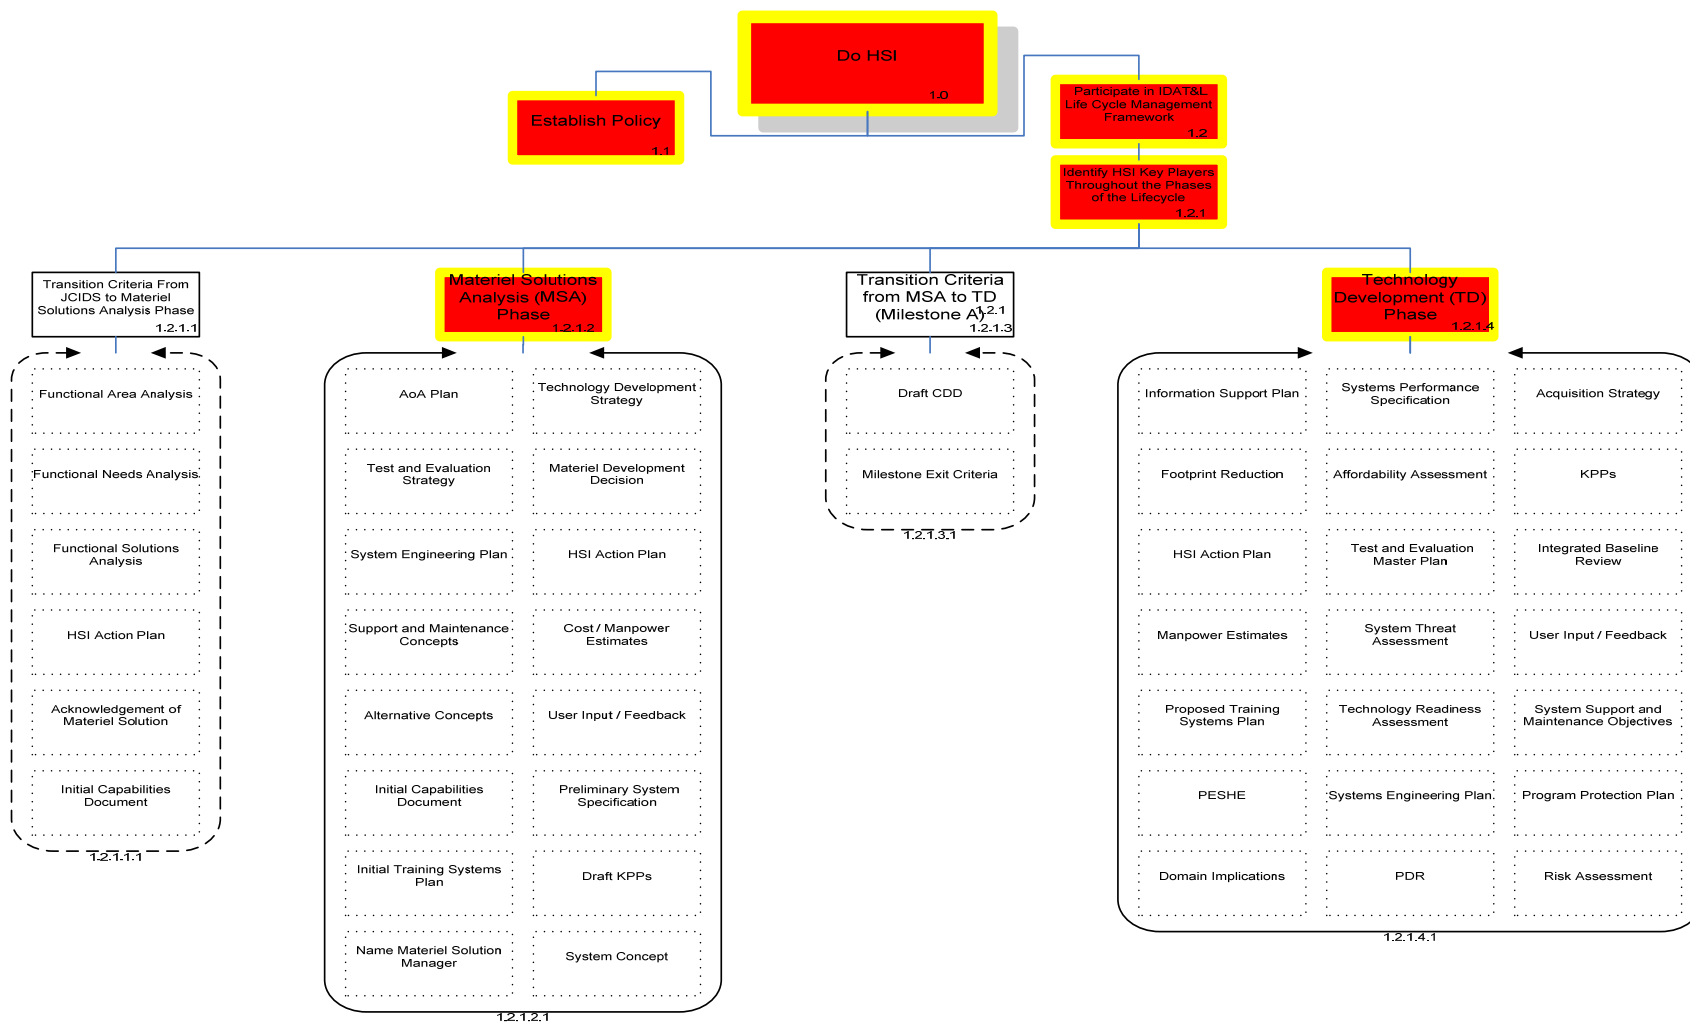 Do HSI
1.0
Establish Policy
1.1
Participate in IDAT&L
Life Cycle Management
Framework
1.2
Identify HSI Key Players
Throughout the Phases
of the Lifecycle
1.2.1
Transition Criteria From
JCIDS to Materiel
Solutions Analysis Phase
1.2.1.1
Materiel Solutions
Analysis (MSA)
Phase
1.2.1.2
Transition Criteria
from MSA to TD
(Milestone A)
1.2.1
1.2.1.3
Technology
Development (TD)
Phase
1.2.1.4
Functional Area Analysis
Functional Needs Analysis
Functional Solutions
Analysis
HSI Action Plan
Acknowledgement of
Materiel Solution
Initial Capabilities
Document
1.2.1.1.1
AoA Plan
Technology Development
Strategy
Test and Evaluation
Strategy
Materiel Development
Decision
System Engineering Plan
HSI Action Plan
Support and Maintenance
Concepts
Cost / Manpower
Estimates
Alternative Concepts
User Input / Feedback
Initial Capabilities
Document
Preliminary System
Specification
Initial Training Systems
Plan
Draft KPPs
Name Materiel Solution
Manager
System Concept
1.2.1.2.1
Draft CDD
Milestone Exit Criteria
1.2.1.3.1
Information Support Plan
Systems Performance
Specification
Acquisition Strategy
Footprint Reduction
Affordability Assessment
KPPs
HSI Action Plan
Test and Evaluation
Master Plan
Integrated Baseline
Review
Manpower Estimates
System Threat
Assessment
User Input / Feedback
Proposed Training
Systems Plan
Technology Readiness
Assessment
System Support and
Maintenance Objectives
PESHE
Systems Engineering Plan
Program Protection Plan
Domain Implications
PDR
Risk Assessment
1.2.1.4.1